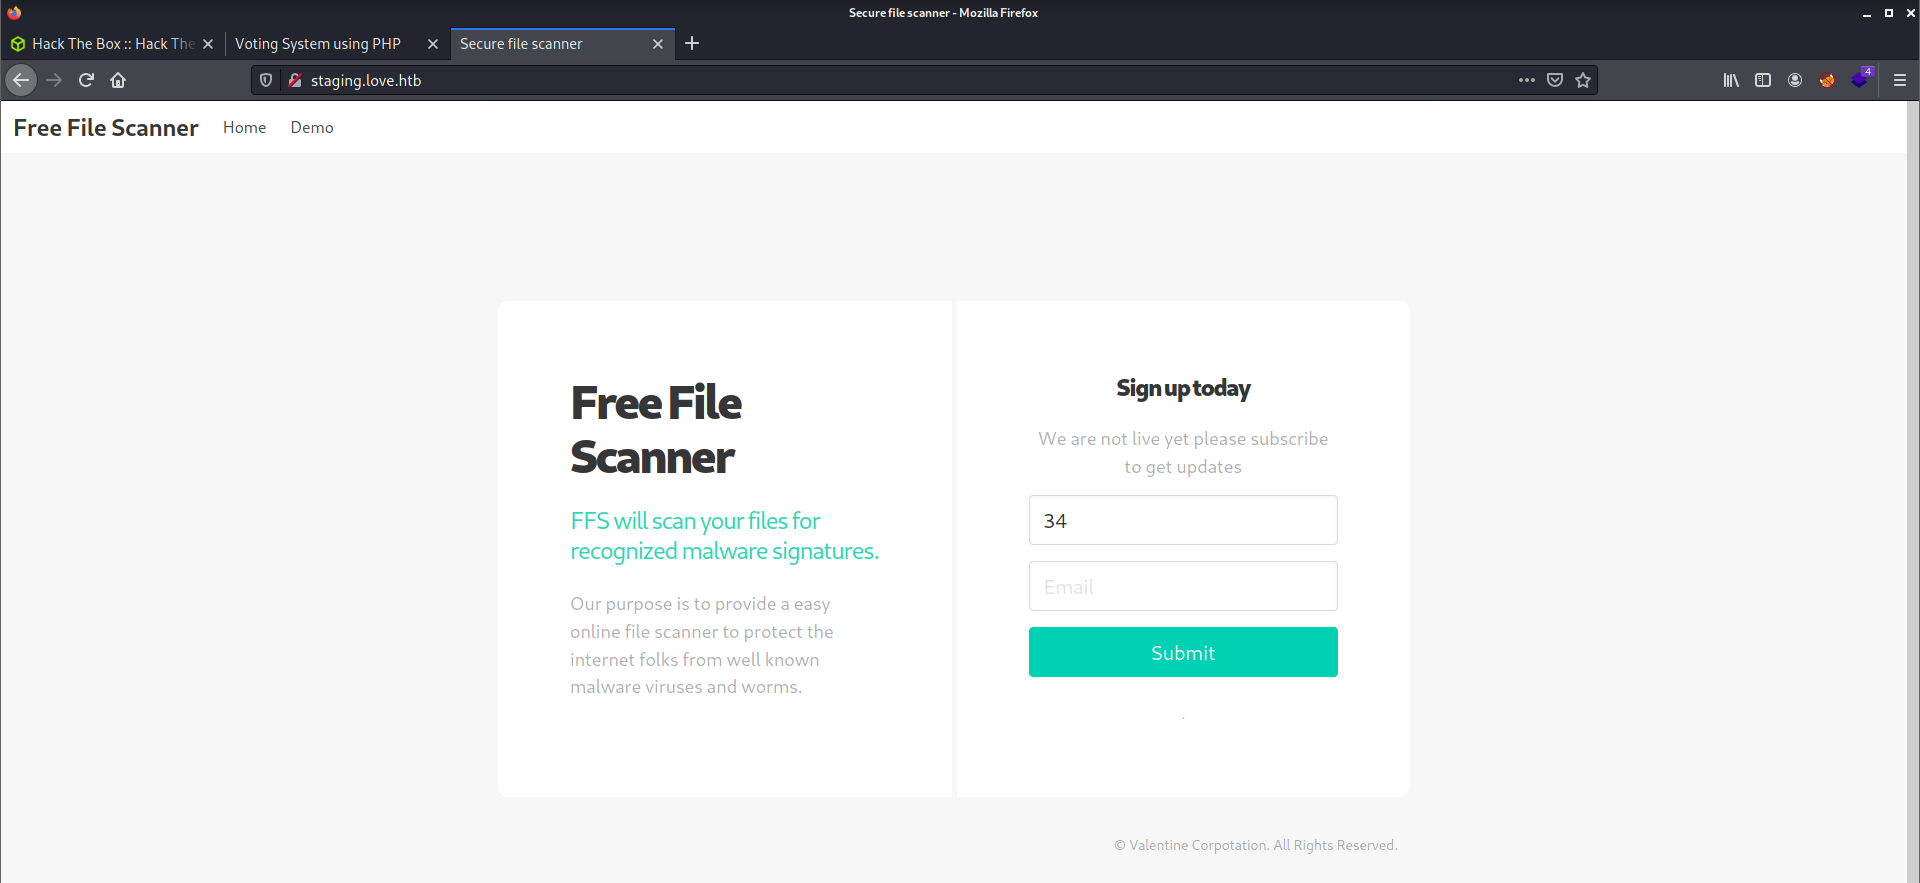 Secure file scanner - Mozilla Firefox
Hack The Box :: Hack The
Voting System using PHP
Secure file scanner
staging.love.htb
4
Free File Scanner Home Demo
Free File
Scanner
FFS will scan your files for
recognized malware signatures.
Our purpose is to provide a easy
online file scanner to protect the
internet folks from well known
malware viruses and worms.
Sign up today
We are not live yet please subscribe
to get updates
34
Email
Submit
.
© Valentine Corpotation. All Rights Reserved.